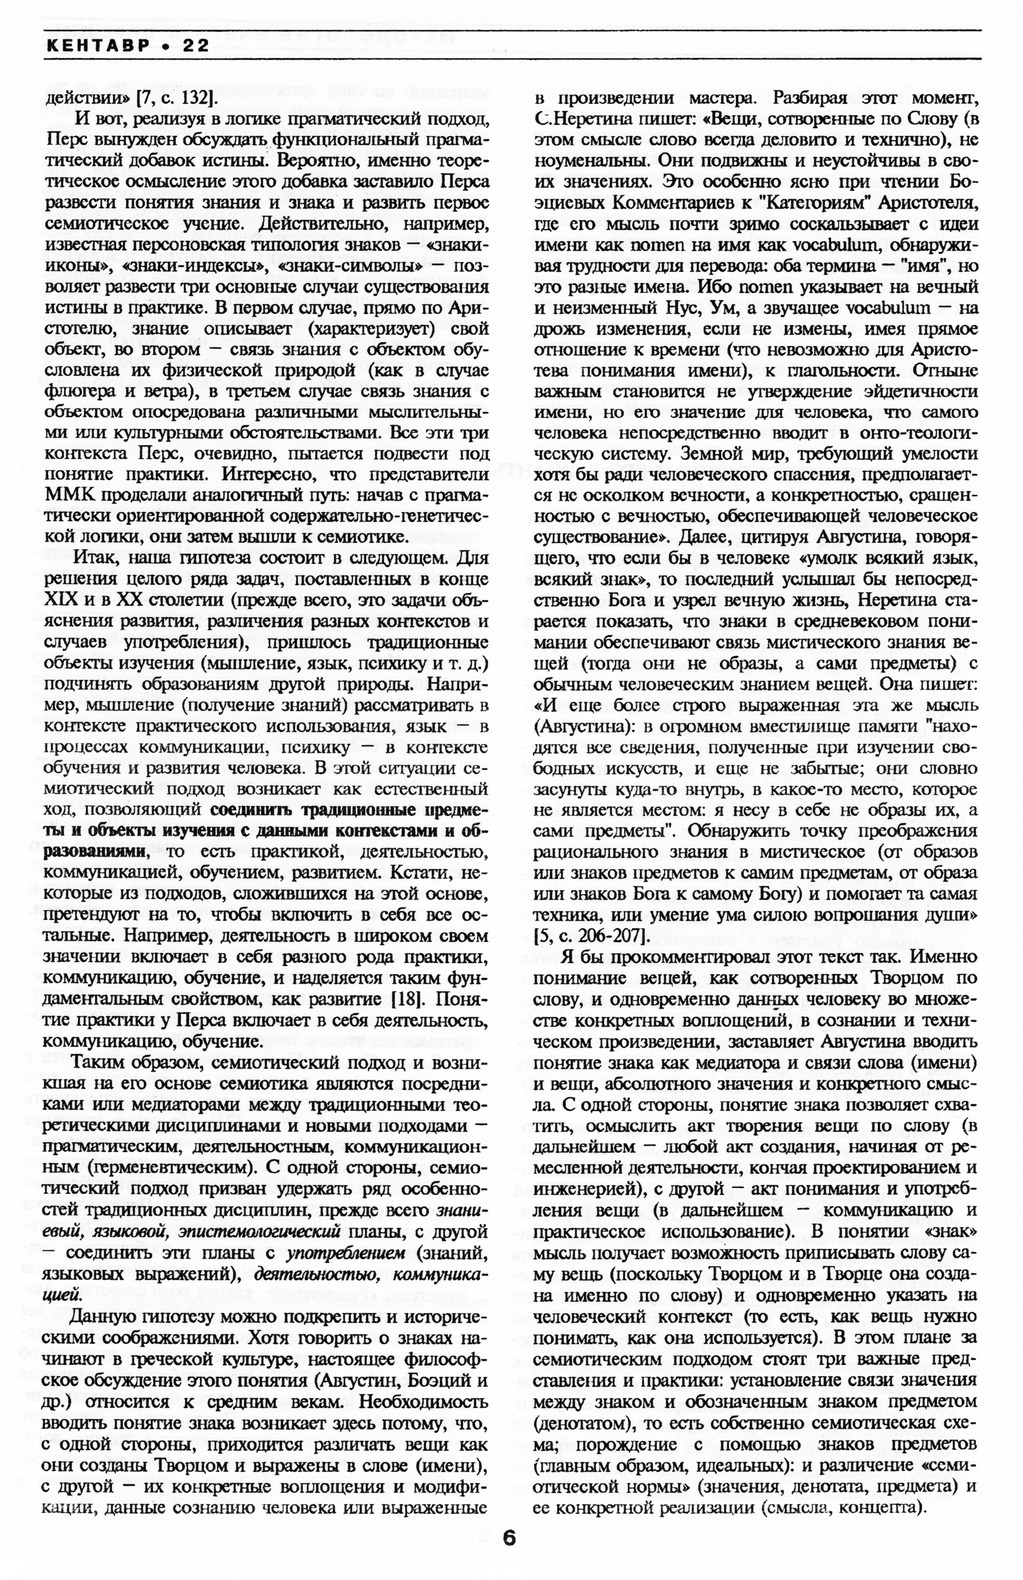 КЕНТАВР • 22
действии» [7, с. 132].
И вот, реализуя в логике прагматический подход,
Перс вынужден обсуждать функциональный прагма-
тический добавок истины. Вероятно, именно теоре-
тическое осмысление этого добавка заставило Перса
развести понятия знания и знака и развить первое
семиотическое учение. Действительно, например,
известная персоновская типология знаков — «знаки-
иконы», «знаки-индексы», «знаки-символы» — поз-
воляет развести три основные случаи существования
истины в практике. В первом случае, прямо по Ари-
стотелю, знание описывает (характеризует) свой
объект, во втором — связь знания с объектом обу-
словлена их физической природой (как в случае
флюгера и ветра), в третьем случае связь знания с
объектом опосредована различными мыслительны-
ми или культурными обстоятельствами. Все эти три
контекста Перс, очевидно, пытается подвести под
понятие практики. Интересно, что представители
ММК проделали аналогичный путь: начав с прагма-
тически ориентированной содержательно-генетичес-
кой логики, они затем вышли к семиотике.
Итак, наша гипотеза состоит в следующем. Для
решения целого ряда задач, поставленных в конце
XIX и в XX столетии (прежде всего, это задачи объ-
яснения развития, различения разных контекстов и
случаев употребления), пришлось традиционные
объекты изучения (мышление, язык, психику и т. д.)
подчинять образованиям другой природы. Напри-
мер, мышление (получение знаний) рассматривать в
контексте практического использования, язык — в
процессах коммуникации, психику — в контексте
обучения и развития человека. В этой ситуации се-
миотический подход возникает как естественный
ход, позволяющий соединить традиционные предме-
ты и объекты изучения с данными контекстами и об-
разованиями, то есть практикой, деятельностью,
коммуникацией, обучением, развитием. Кстати, не-
которые из подходов, сложившихся на этой основе,
претендуют на то, чтобы включить в себя все ос-
тальные. Например, деятельность в широком своем
значении включает в себя разного рода практики,
коммуникацию, обучение, и наделяется таким фун-
даментальным свойством, как развитие [18]. Поня-
тие практики у Перса включает в себя деятельность,
коммуникацию, обучение.
Таким образом, семиотический подход и возни-
кшая на его основе семиотика являются посредни-
ками или медиаторами между традиционными тео-
ретическими дисциплинами и новыми подходами —
прагматическим, деятельностным, коммуникацион-
ным (герменевтическим). С одной стороны, семио-
тический подход призван удержать ряд особенно-
стей традиционных дисциплин, прежде всего знани-
евый, языковой, эпистемологический планы, с другой
— соединить эти планы с употреблением (знаний,
языковых выражений), деятельностью, коммуника-
цией.
Данную гипотезу можно подкрепить и историче-
скими соображениями. Хотя говорить о знаках на-
чинают в греческой культуре, настоящее философ-
ское обсуждение этого понятия (Августин, Боэций и
др.) относится к средним векам. Необходимость
вводить понятие знака возникает здесь потому, что,
с одной стороны, приходится различать вещи как
они созданы Творцом и выражены в слове (имени),
с другой — их конкретные воплощения и модифи-
кации, данные сознанию человека или выраженные
в произведении мастера. Разбирая этот момент,
С.Неретина пишет: «Вещи, сотворенные по Слову (в
этом смысле слово всегда деловито и технично), не
ноуменальны. Они подвижны и неустойчивы в сво-
их значениях. Это особенно ясно при чтении Бо-
эциевых Комментариев к "Категориям" Аристотеля,
где его мысль почти зримо соскальзывает с идеи
имени как nomen на имя как vocabulum, обнаружи-
вая трудности для перевода: оба термина — "имя", но
это разные имена. Ибо nomen указывает на вечный
и неизменный Нус, Ум, а звучащее vocabulum — на
дрожь изменения, если не измены, имея прямое
отношение к времени (что невозможно для Аристо-
тева понимания имени), к глагольности. Отныне
важным становится не утверждение эйдетичности
имени, но его значение для человека, что самого
человека непосредственно вводит в онто-теологи-
ческую систему. Земной мир, требующий умелости
хотя бы ради человеческого спасения, предполагает-
ся не осколком вечности, а конкретностью, сращен-
ностью с вечностью, обеспечивающей человеческое
существование». Далее, цитируя Августина, говоря-
щего, что если бы в человеке «умолк всякий язык,
всякий знак», то последний услышал бы непосред-
ственно Бога и узрел вечную жизнь, Неретина ста-
рается показать, что знаки в средневековом пони-
мании обеспечивают связь мистического знания ве-
щей (тогда они не образы, а сами предметы) с
обычным человеческим знанием вещей. Она пишет:
«И еще более строго выраженная эта же мысль
(Августина): в огромном вместилище памяти "нахо-
дятся все сведения, полученные при изучении сво-
бодных искусств, и еще не забытые; они словно
засунуты куда-то внутрь, в какое-то место, которое
не является местом: я несу в себе не образы их, а
сами предметы". Обнаружить точку преображения
рационального знания в мистическое (от образов
или знаков предметов к самим предметам, от образа
или знаков Бога к самому Богу) и помогает та самая
техника, или умение ума силою вопрошания души»
[5, с. 206-207].
Я бы прокомментировал этот текст так. Именно
понимание вещей, как сотворенных Творцом по
слову, и одновременно данных человеку во множе-
стве конкретных воплощений, в сознании и техни-
ческом произведении, заставляет Августина вводить
понятие знака как медиатора и связи слова (имени)
и вещи, абсолютного значения и конкретного смыс-
ла. С одной стороны, понятие знака позволяет схва-
тить, осмыслить акт творения вещи по слову (в
дальнейшем — любой акт создания, начиная от ре-
месленной деятельности, кончая проектированием и
инженерией), с другой — акт понимания и употреб-
ления вещи (в дальнейшем — коммуникацию и
практическое использование). В понятии «знак»
мысль получает возможность приписывать слову са-
му вещь (поскольку Творцом и в Творце она созда-
на именно по слову) и одновременно указать на
человеческий контекст (то есть, как вещь нужно
понимать, как она используется). В этом плане за
семиотическим подходом стоят три важные пред-
ставления и практики: установление связи значения
между знаком и обозначенным знаком предметом
(денотатом), то есть собственно семиотическая схе-
ма; порождение с помощью знаков предметов
(главным образом, идеальных): и различение «семи-
отической нормы» (значения, денотата, предмета) и
ее конкретной реализации (смысла, концепта).
6